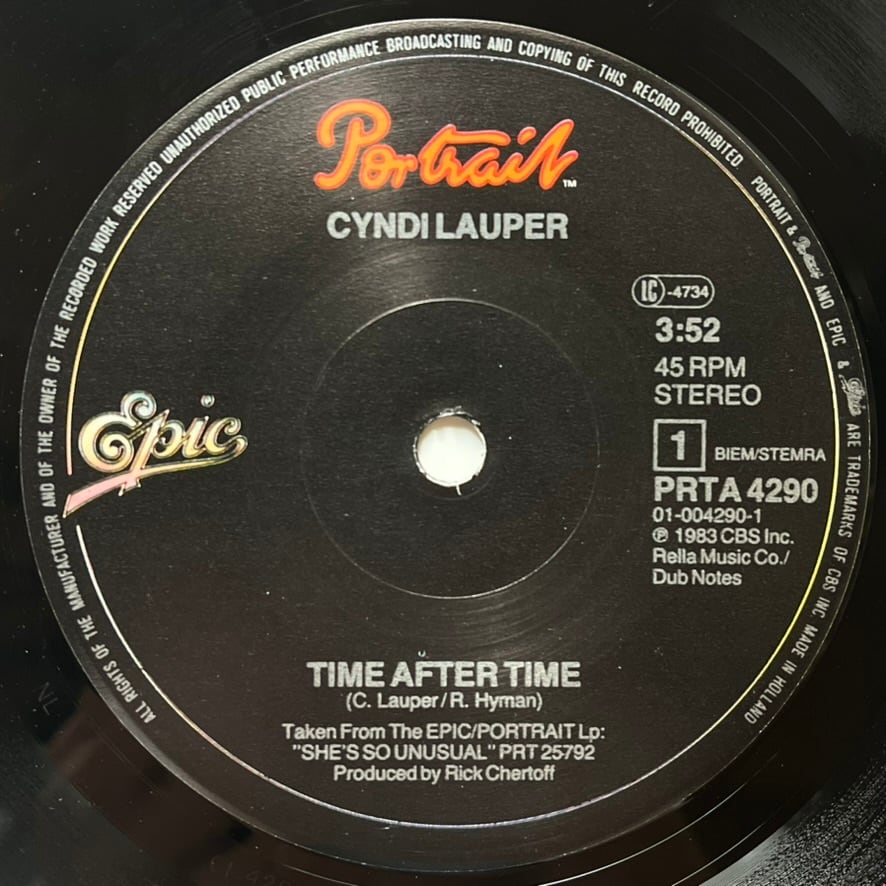 ALL RIGHTS OF THE MANUFACTURER AND OF THE OWNER OF THE RECORDED WORK RESERVED UNAUTHORIZED PUBLIC PERFORMANCE BROADCASTING AND COPYING OF THIS RECORD PROHIBITED PORTRAIT & Portrait AND EPIC & Epic ARE TRADEMARKS OF CBS INC MADE IN HOLLAND
Portrait™
CYNDI LAUPER
LC-4734
3:52
45 RPM
STEREO
Epic®
1 BIEM/STEMRA
PRTA 4290
01-004290-1
℗ 1983 CBS Inc.
Rella Music Co./
Dub Notes
TIME AFTER TIME
(C. Lauper/R. Hyman)
Taken From The EPIC/PORTRAIT Lp:
"SHE'S SO UNUSUAL" PRT 25792
Produced by Rick Chertoff